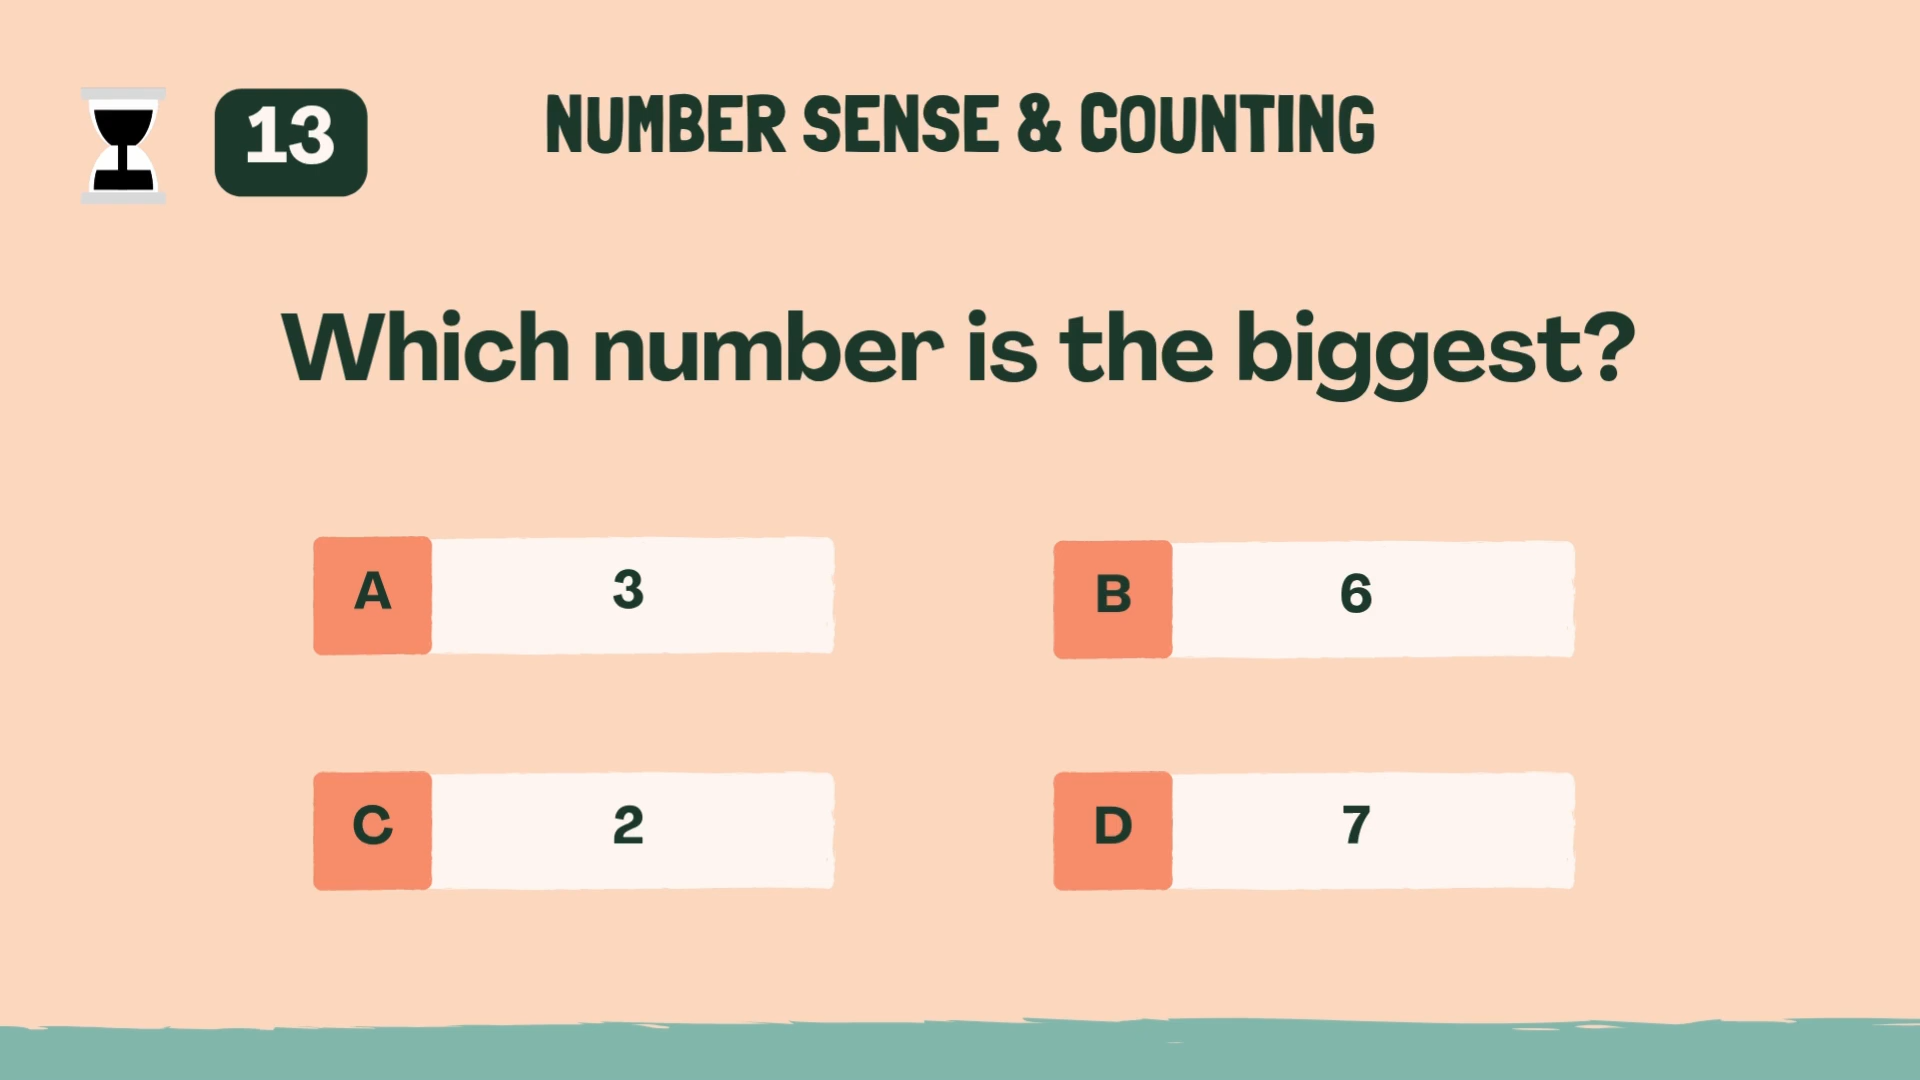 13
NUMBER SENSE & COUNTING
Which number is the biggest?
A 3
B 6
C 2
D 7